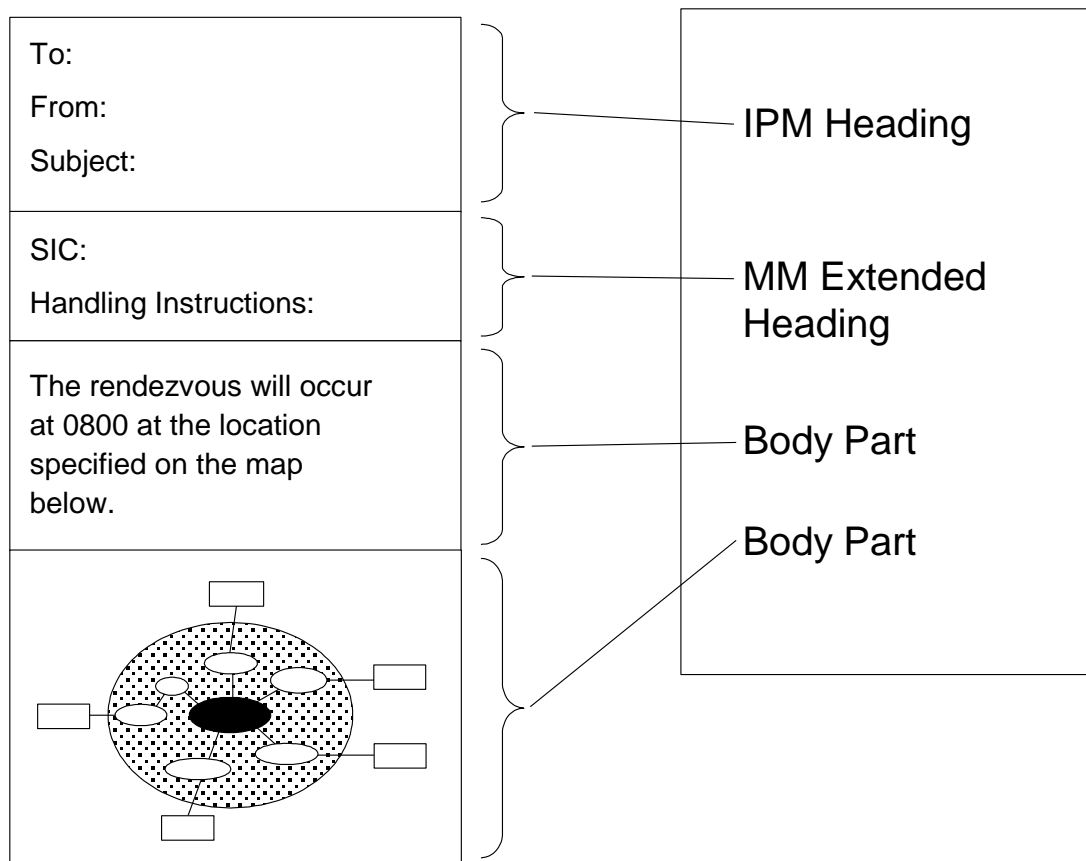 To:
From:
Subject:
SIC:
Handling Instructions:
The rendezvous will occur
at 0800 at the location
specified on the map
below.
IPM Heading
MM Extended
Heading
Body Part
Body Part